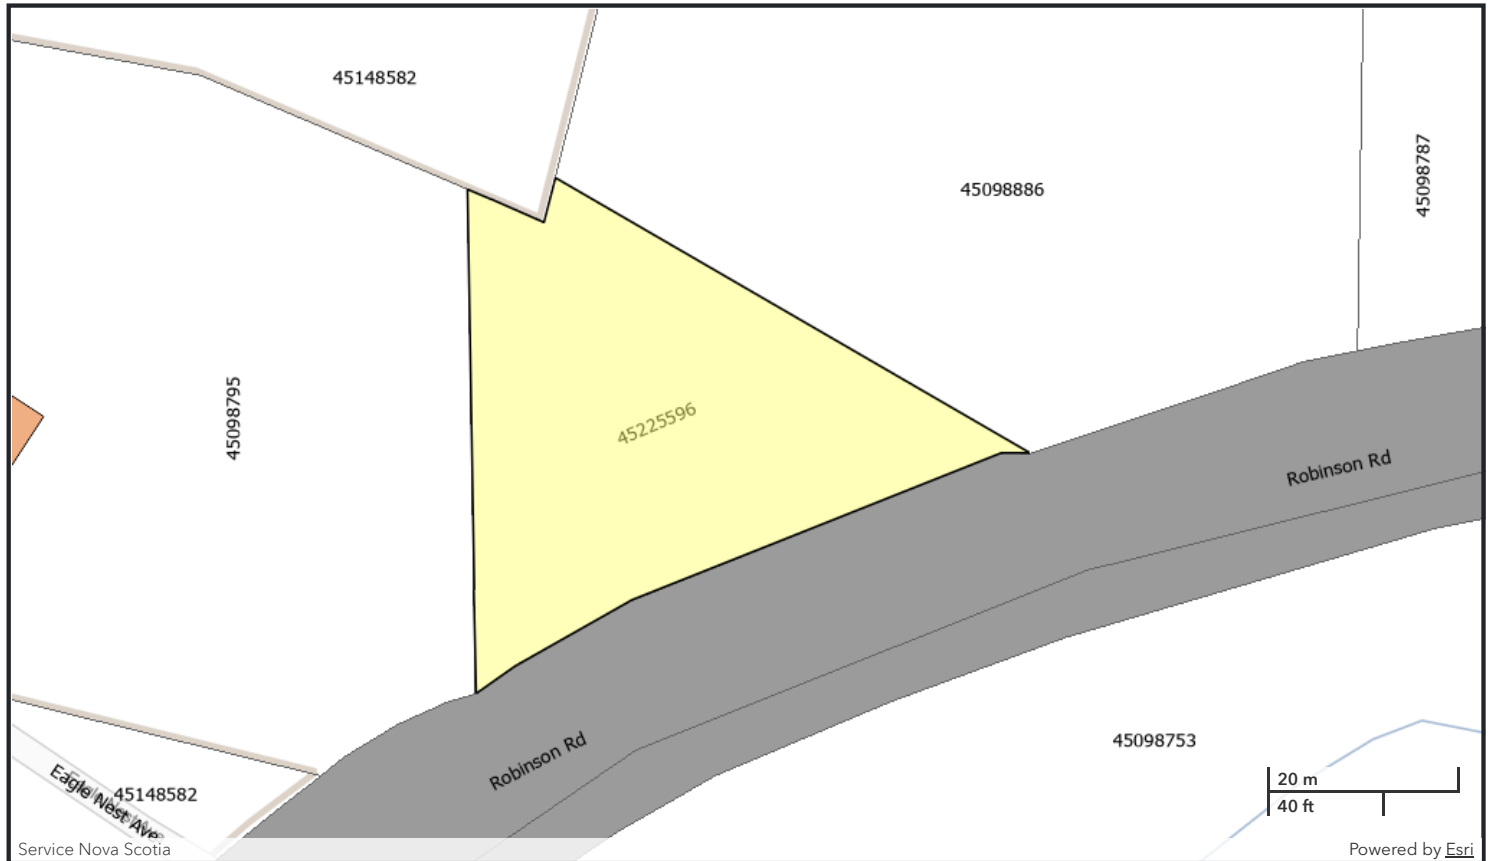 45148582
45098886
45098787
45098795
45225596
Robinson Rd
Robinson Rd
45098753
Eagle Nest Ave
45148582
20 m
40 ft
Service Nova Scotia
Powered by Esri